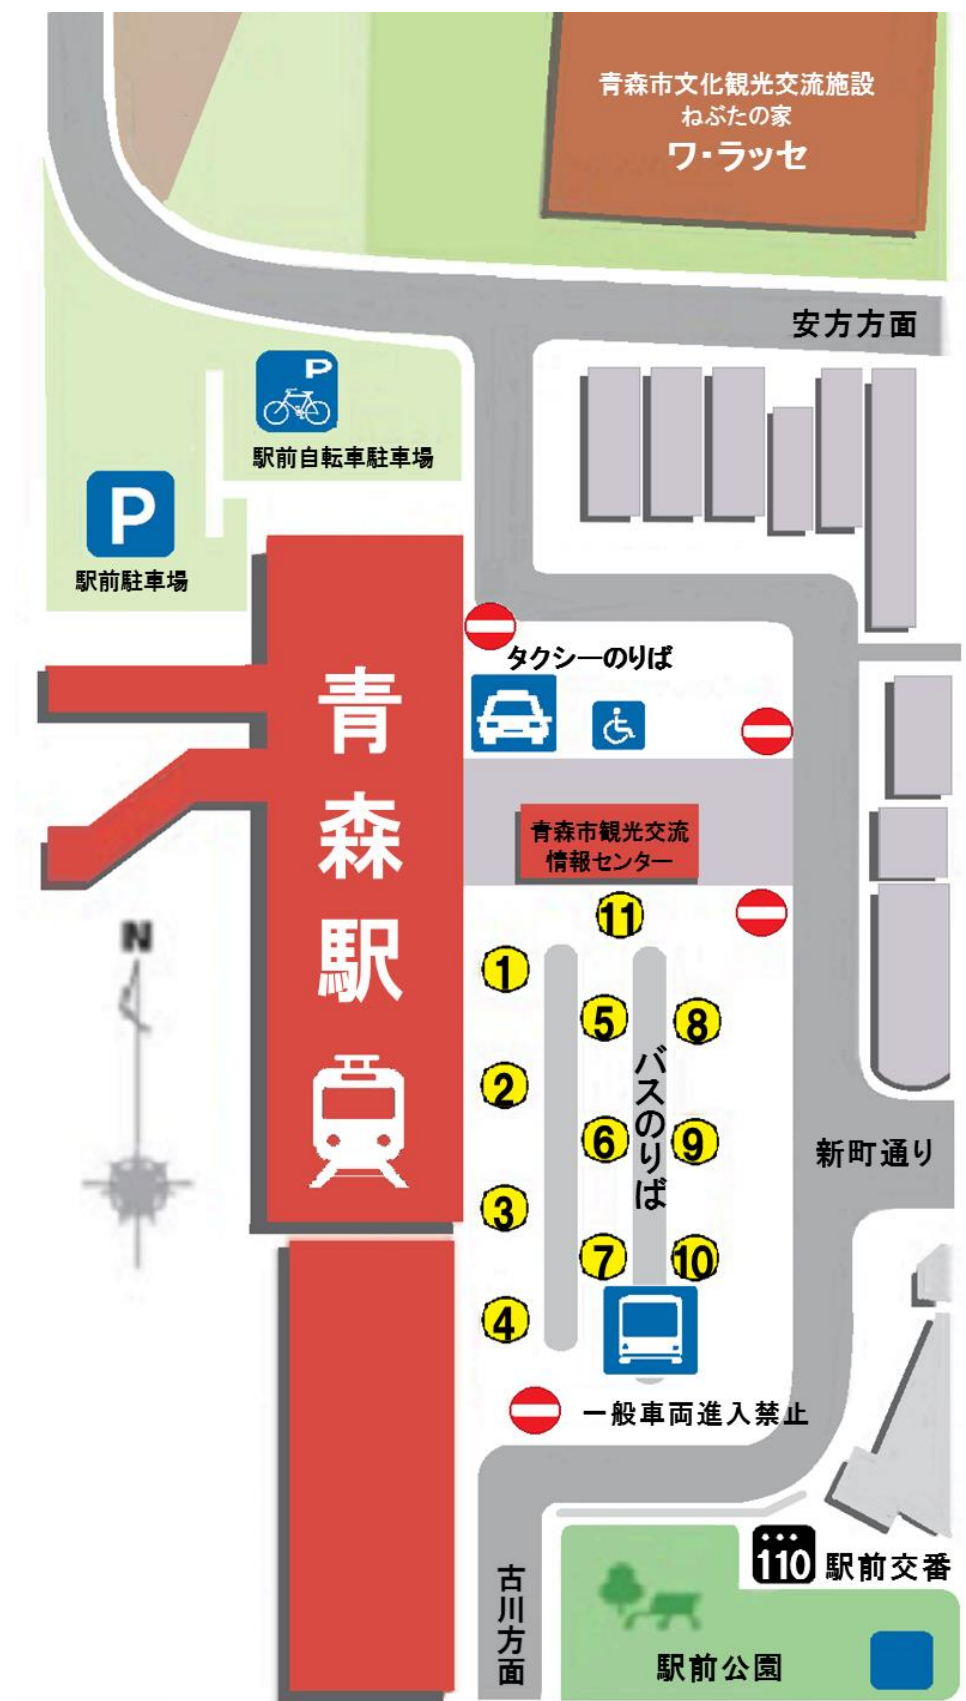 青森市文化観光交流施設
ねぶたの家
ワ・ラッセ
安方方面
P
駅前自転車駐車場
P
駅前駐車場
タクシーのりば
青森駅
青森市観光交流
情報センター
N
11
1
5
8
2
バスのりば
6
9
新町通り
3
7
10
4
一般車両進入禁止
110
駅前交番
古川方面
駅前公園